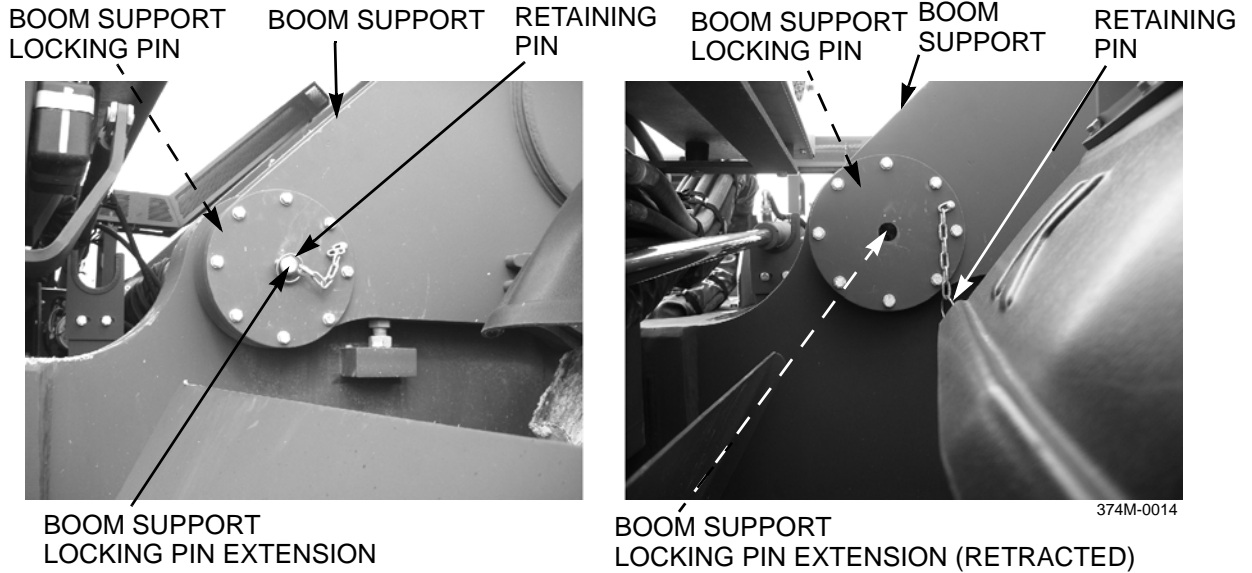 BOOM SUPPORT
LOCKING PIN
BOOM SUPPORT
RETAINING
PIN
BOOM SUPPORT
LOCKING PIN
BOOM
SUPPORT
RETAINING
PIN
BOOM SUPPORT
LOCKING PIN EXTENSION
374M-0014
BOOM SUPPORT
LOCKING PIN EXTENSION (RETRACTED)